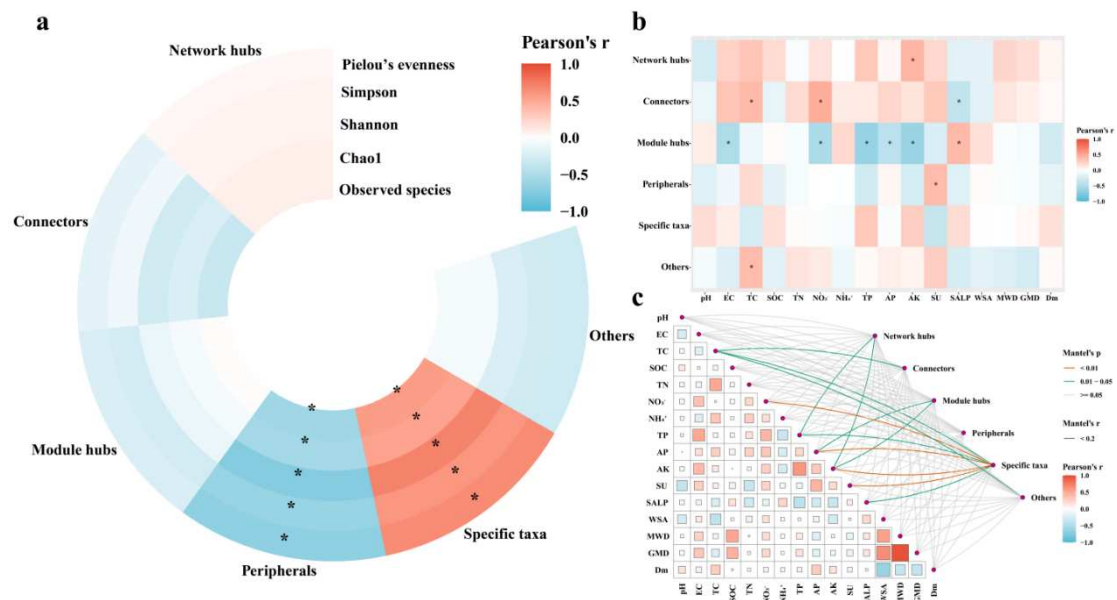 a
Network hubs
Pielou's evenness
Simpson
Shannon
Chao1
Observed species
Connectors
Module hubs
Peripherals
Specific taxa
Others
*
*
*
*
*
*
*
*
*
*
Pearson's r
1.0
0.5
0.0
−0.5
−1.0
b
Network hubs
Connectors
Module hubs
Peripherals
Specific taxa
Others
*
* * *
* * * * * *
*
*
pH EC TC SOC TN NO₃⁻ NH₄⁺ TP AP AK SU SALP WSA MWD GMD Dm
Pearson's r
1.0
0.5
0.0
−0.5
−1.0
c
pH
EC
TC
SOC
TN
NO₃⁻
NH₄⁺
TP
AP
AK
SU
SALP
WSA
MWD
GMD
Dm
pH EC TC SOC TN NO₃⁻ NH₄⁺ TP AP AK SU SALP WSA MWD GMD Dm
Network hubs
Connectors
Module hubs
Peripherals
Specific taxa
Others
Mantel's p
< 0.01
0.01 − 0.05
>= 0.05
Mantel's r
< 0.2
Pearson's r
1.0
0.5
0.0
−0.5
−1.0